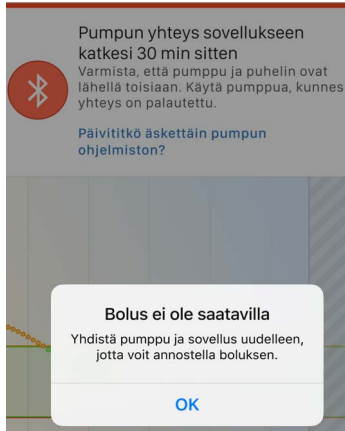 Pumpun yhteys sovellukseen
katkesi 30 min sitten
Varmista, että pumppu ja puhelin ovat
lähellä toisiaan. Käytä pumppua, kunnes
yhteys on palautettu.
Päivititkö äskettäin pumpun
ohjelmiston?
Bolus ei ole saatavilla
Yhdistä pumppu ja sovellus uudelleen,
jotta voit annostella boluksen.
OK